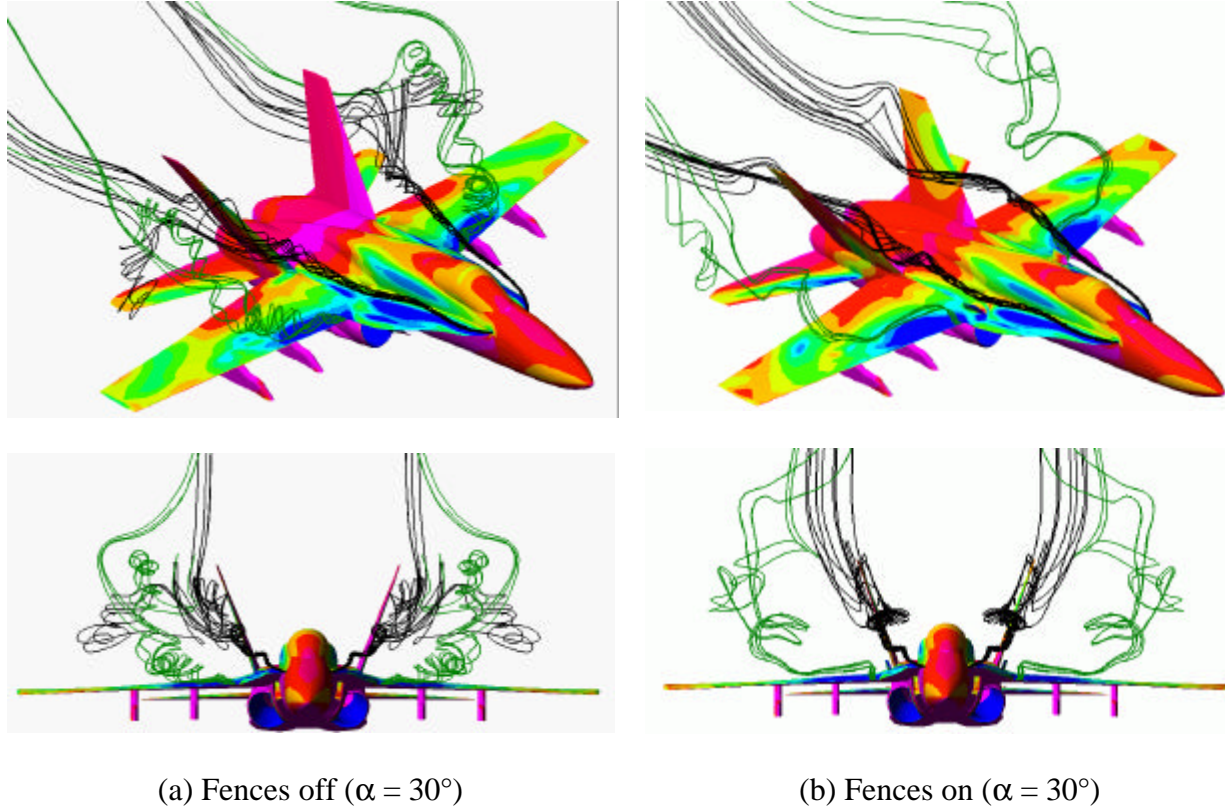 (a) Fences off (α = 30°)
(b) Fences on (α = 30°)